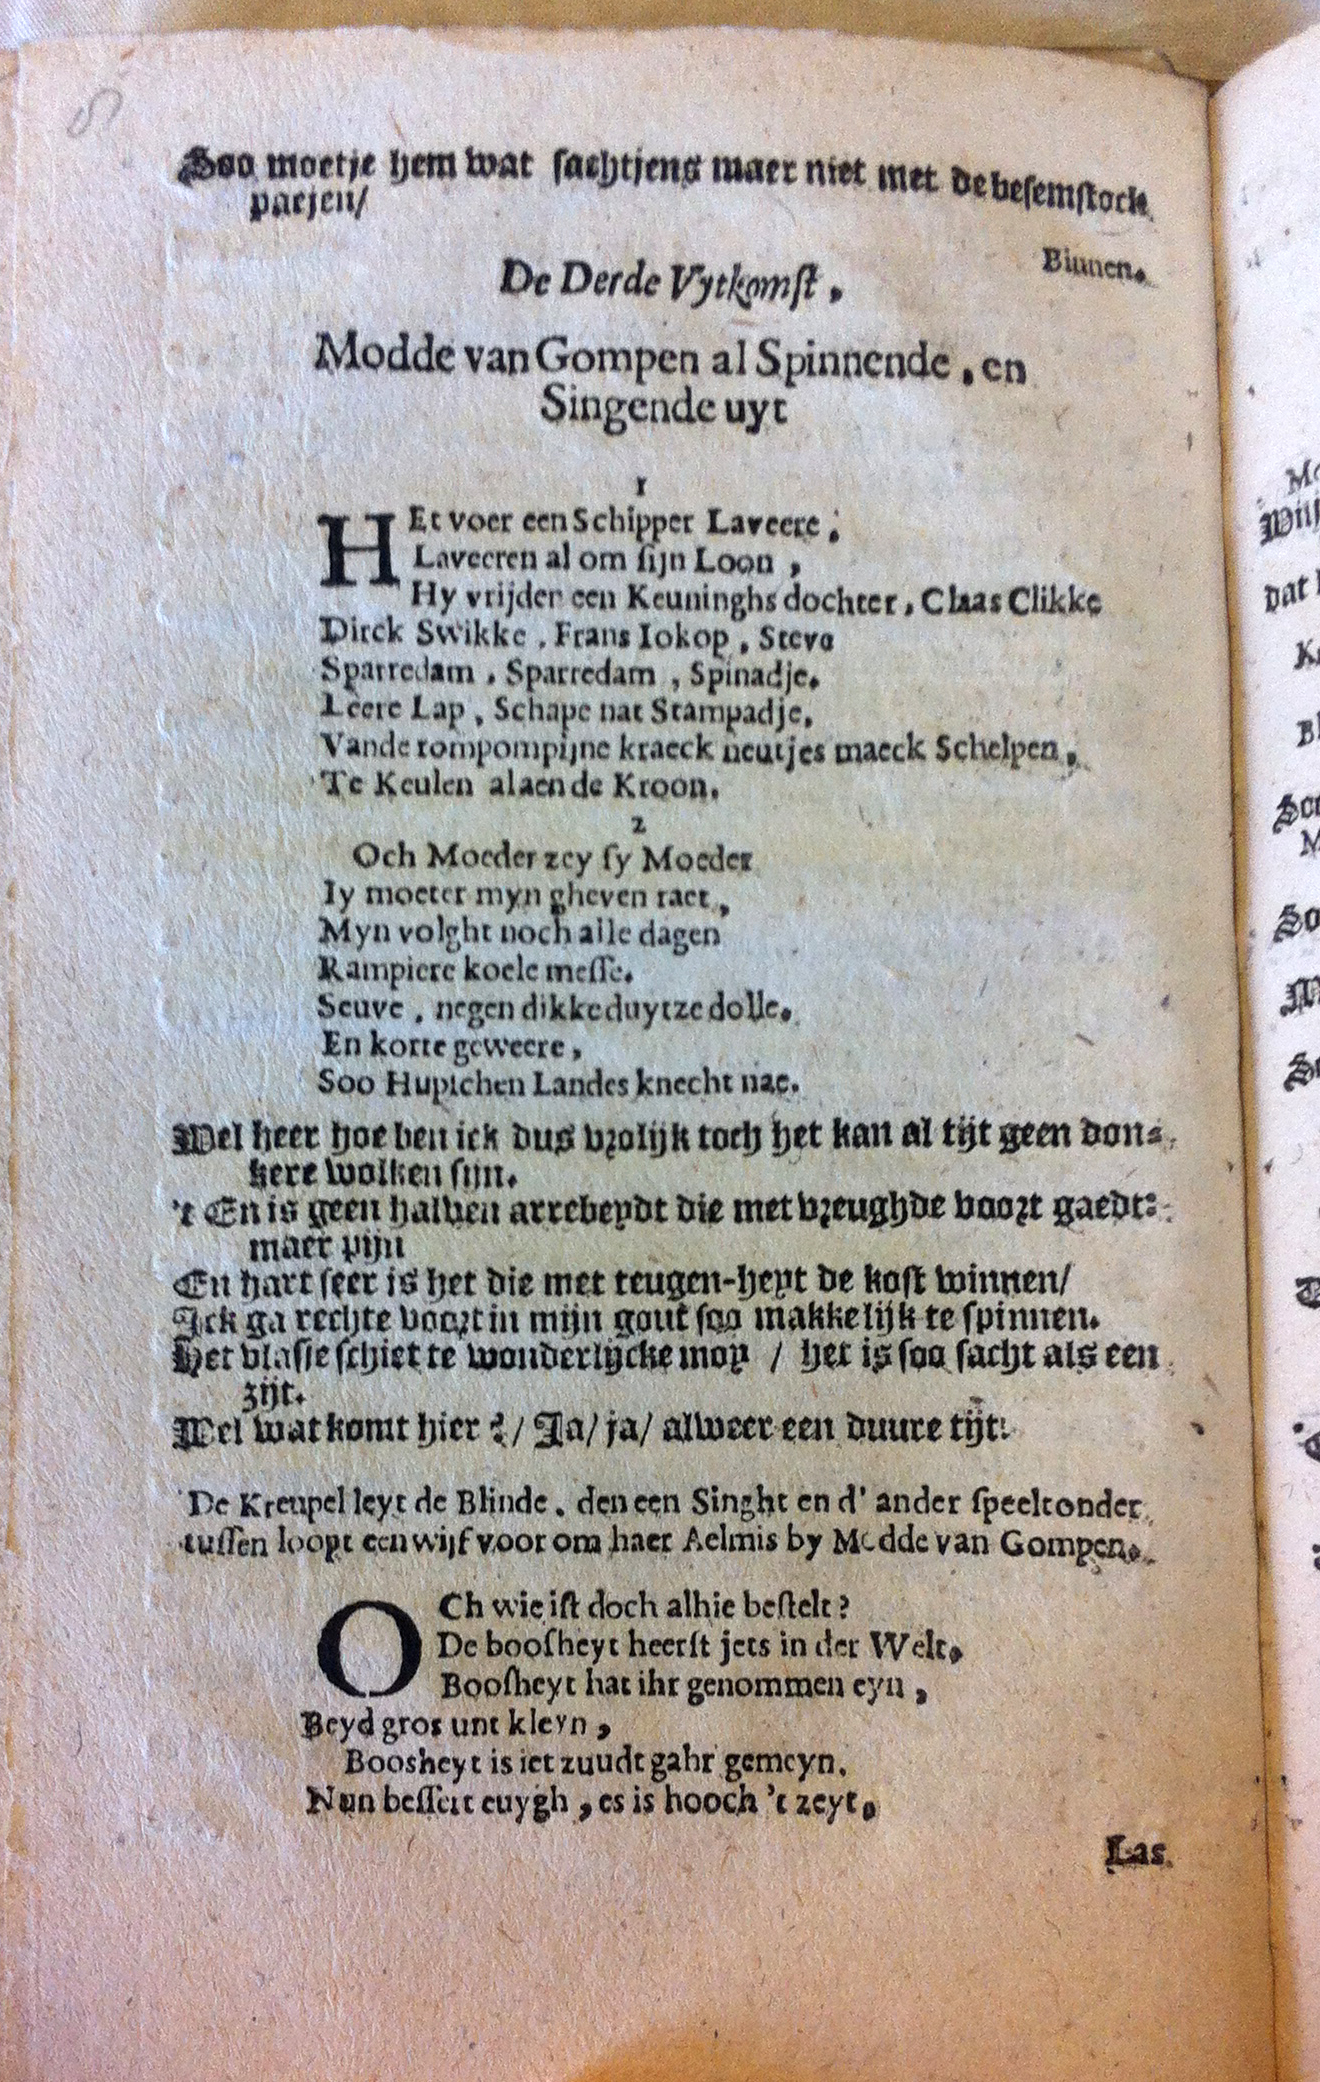 Soo moetje hem wat sachtjens maer niet met de besemstock
paejen/
Binnen.
De Derde Vytkomst,
Modde van Gompen al Spinnende, en
Singende uyt
1
HEt voer een Schipper Laveere,
Laveeren al om sijn Loon,
Hy vrijder een Keuninghs dochter, Claas Clikke
Dirck Swikke, Frans Iokop, Steva
Sparredam, Sparredam, Spinadje.
Leere Lap, Schape nat Stampadje,
Vande rompompijne kraeck neutjes maeck Schelpen,
Te Keulen al aen de Kroon.
2
Och Moeder zey sy Moeder
Iy moeter myn gheven raet,
Myn volght noch alle dagen
Rampiere koele messe.
Seuve, negen dikke duytze dolle.
En korte geweere,
Soo Huptchen Landes knecht nae.
Wel heer hoe ben ick dus vrolijk toch het kan al tijt geen don-
kere wolken sijn.
't En is geen halven arrebeydt die met vreughde voort gaedt:
maer pijn
En hart seer is het die met teugen-heyt de kost winnen/
Ick ga rechte voort in mijn gout soo makkelijk te spinnen.
Het vlasje schiet te wonderlijcke moy / het is soo sacht als een
zijt.
Wel wat komt hier ?/ Ja/ ja/ alweer een duure tijt.
De Kreupel leyt de Blinde, den een Singht en d' ander speelt onder
tussen loopt een wijf voor om haer Aelmis by Modde van Gompen.
OCh wie ist doch alhie bestelt?
De boosheyt heerst jets in der Welt,
Boosheyt hat ihr genommen eyn,
Beyd gros unt kleyn,
Boosheyt is iet zuudt gahr gemeyn.
Nun bessert euygh, es is hooch 't zeyt,
Las